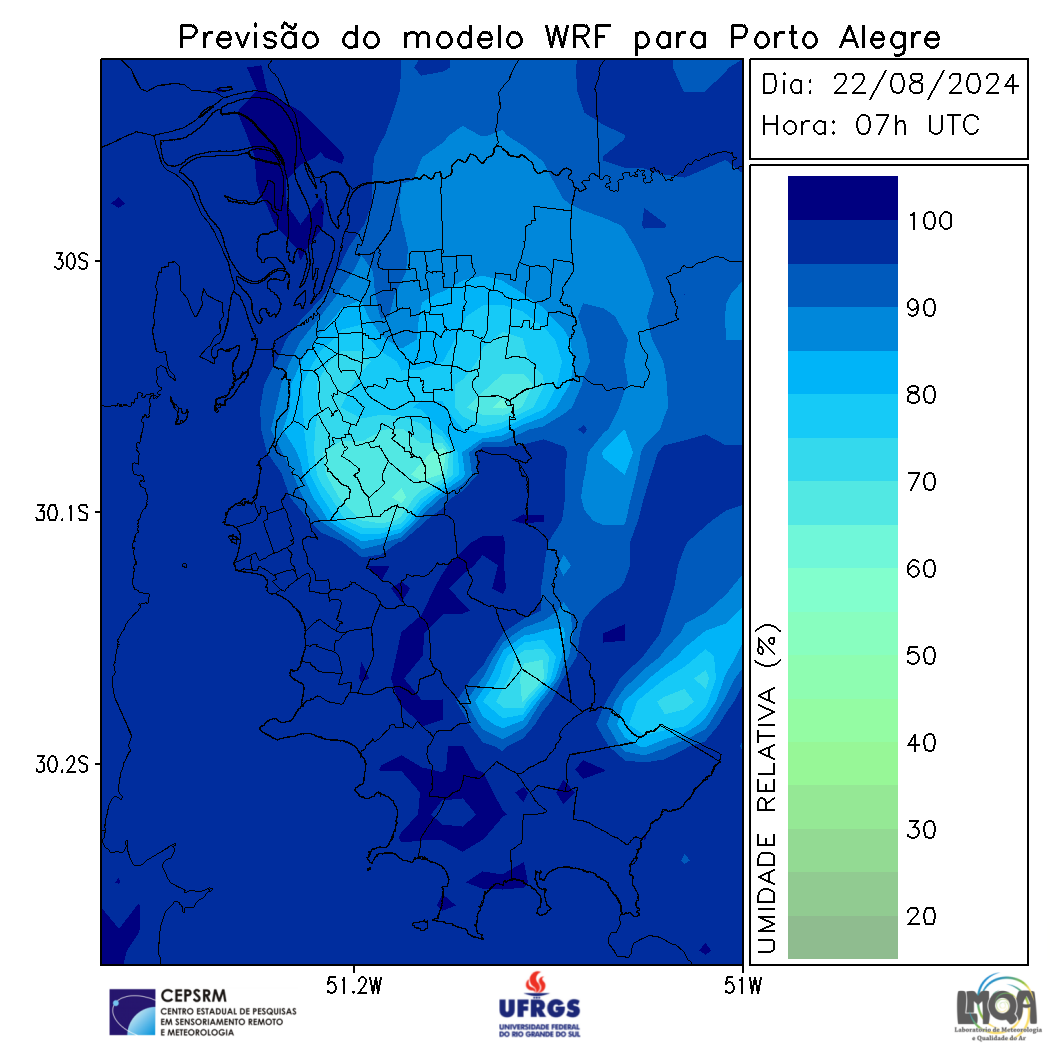 Previsão do modelo WRF para Porto Alegre
Dia: 22/08/2024
Hora: 07h UTC
30S
30.1S
30.2S
51.2W
51W
100
90
80
70
60
50
40
30
20
UMIDADE RELATIVA (%)
CEPSRM
CENTRO ESTADUAL DE PESQUISAS
EM SENSORIAMENTO REMOTO
E METEOROLOGIA
UFRGS
UNIVERSIDADE FEDERAL
DO RIO GRANDE DO SUL
LMQA
Laboratório de Meteorologia
e Qualidade do Ar